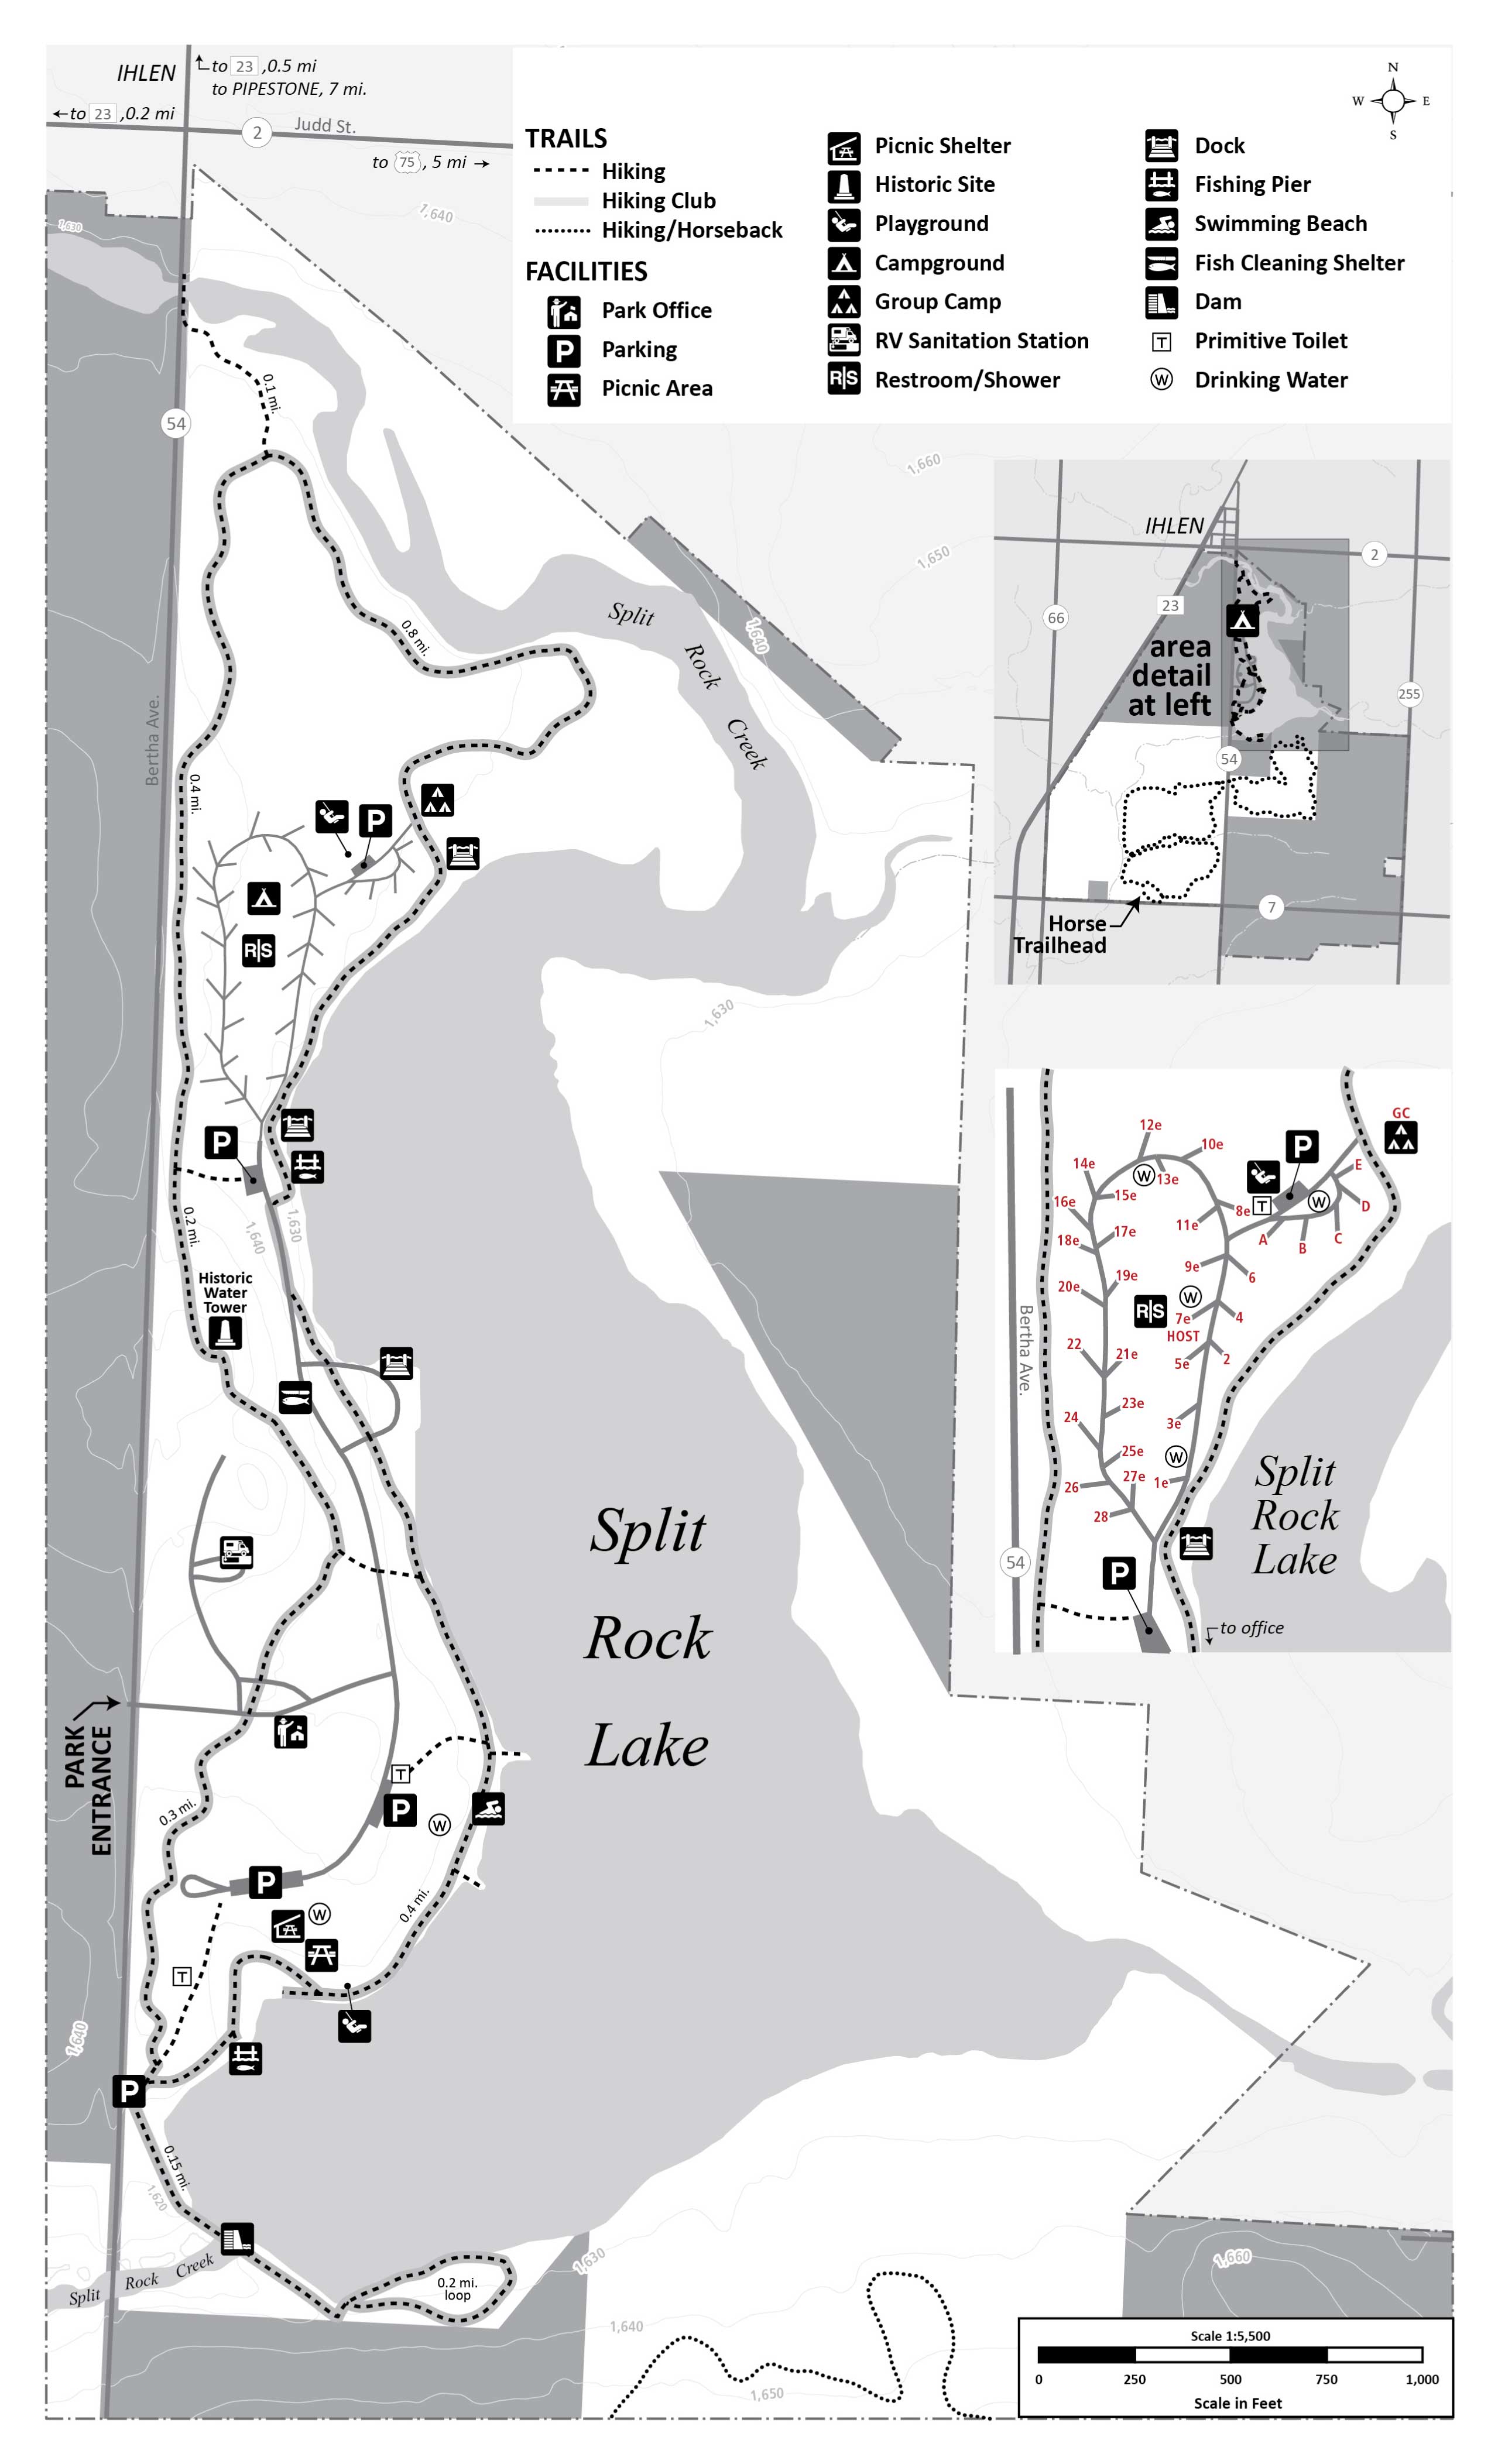 IHLEN
to 23 ,0.5 mi
to PIPESTONE, 7 mi.
to 23 ,0.2 mi
2
Judd St.
to 75, 5 mi
1,640
1,630
TRAILS
Hiking
Hiking Club
Hiking/Horseback
FACILITIES
Park Office
P Parking
Picnic Area
Picnic Shelter
Historic Site
Playground
Campground
Group Camp
RV Sanitation Station
R|S Restroom/Shower
Dock
Fishing Pier
Swimming Beach
Fish Cleaning Shelter
Dam
T Primitive Toilet
W Drinking Water
N
W E
S
0.1 mi.
54
1,660
1,650
1,640
Split
Rock
Creek
0.8 mi.
Bertha Ave.
0.4 mi.
P
R|S
1,630
P
0.2 mi.
1,640
1,630
Historic
Water
Tower
Split
Rock
Lake
PARK
ENTRANCE
T
P
W
0.3 mi.
P
0.4 mi.
W
T
1,640
P
0.15 mi.
1,620
Split Rock Creek
0.2 mi.
loop
1,630
1,640
1,650
1,660
IHLEN
2
66
23
area
detail
at left
255
54
Horse
Trailhead
7
GC
12e
10e
P
14e
W
13e
E
15e
16e
8e
T
W
D
11e
A
B
C
17e
18e
9e
6
19e
20e
W
R|S
7e
HOST
4
22
21e
5e
2
Bertha Ave.
23e
24
3e
25e
W
27e
26
1e
28
54
P
Split
Rock
Lake
to office
Scale 1:5,500
0 250 500 750 1,000
Scale in Feet